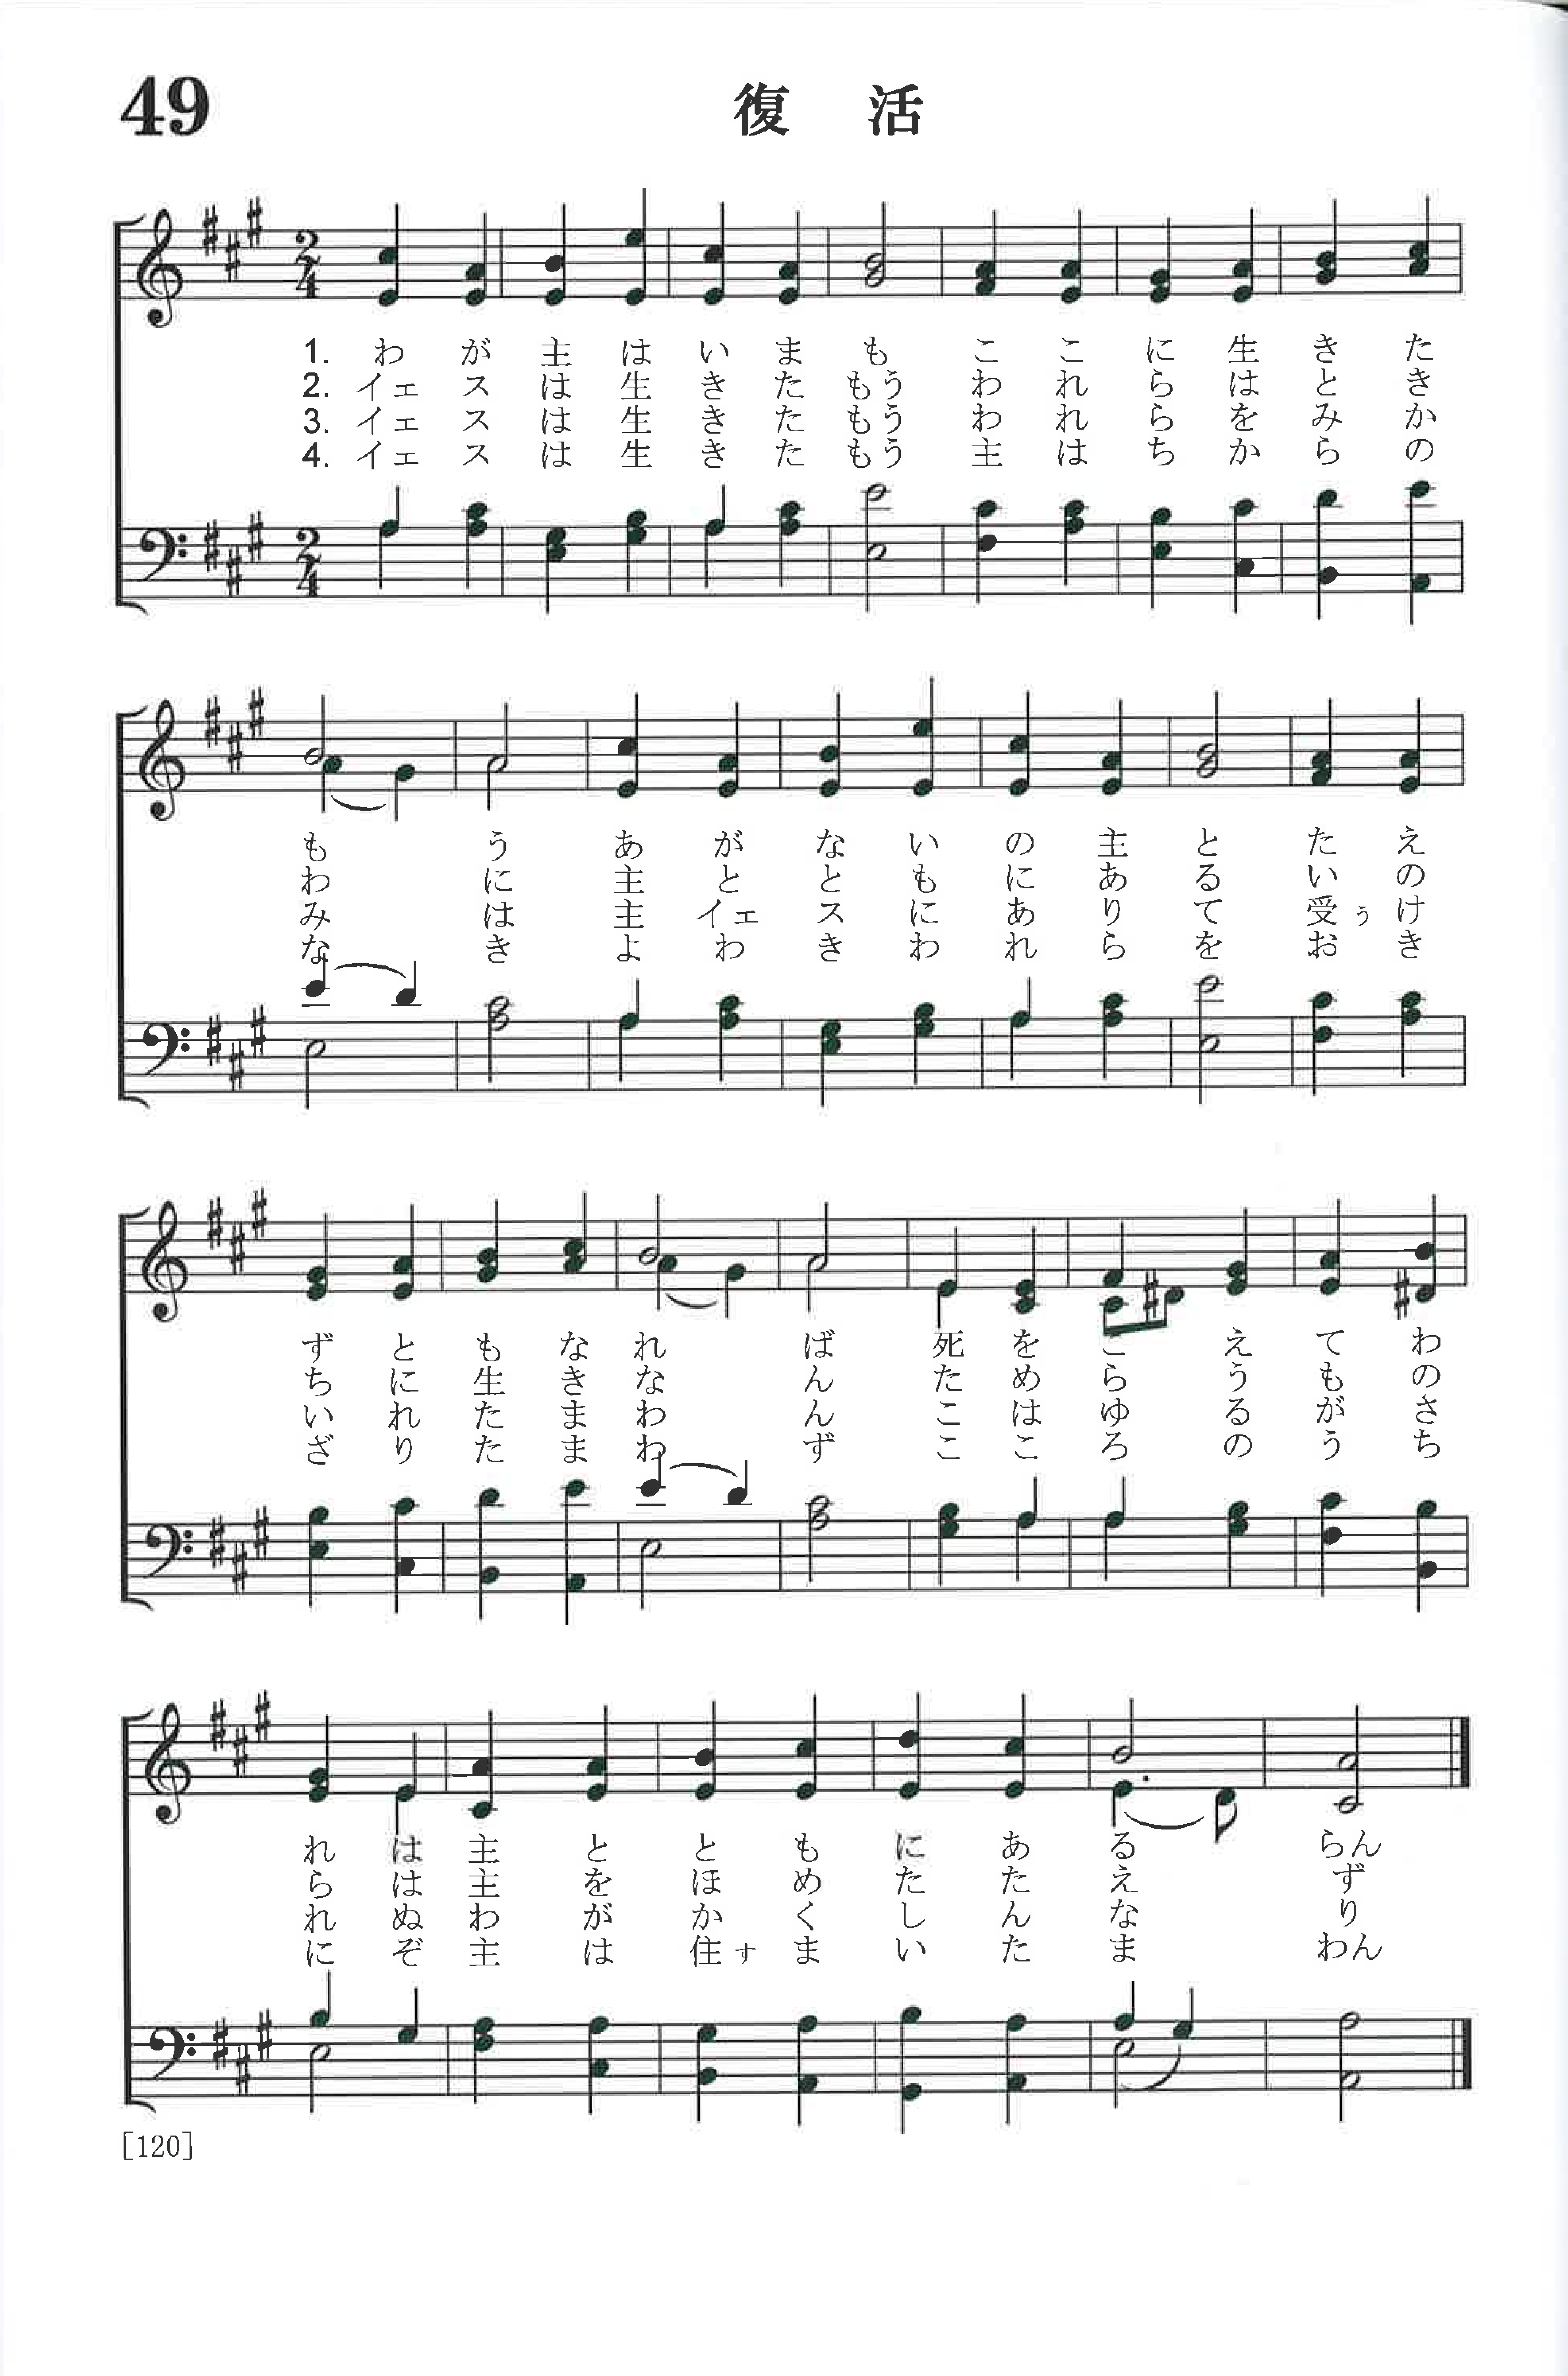 49
復活
1. わが主はいまもここに生きた
2. イェスは生きたもうわれらはとき
3. イェスは生きたもうわれらをみか
4. イェスは生きたもう主はちからの
もうあがないの主とたえ
わに主とともにあるいの
みは主イェスにありて受うけ
なきよわきわれらをおき
ずともなればん死をこえてわ
ちに生きなんためらうもの
いれたまわんこはゆるがさ
ざりたまわずここころのうち
れは主とともにあるらん
らは主をほめたたえず
れぬわがかくしんなり
にぞ主は住すまいたまわん
[120]